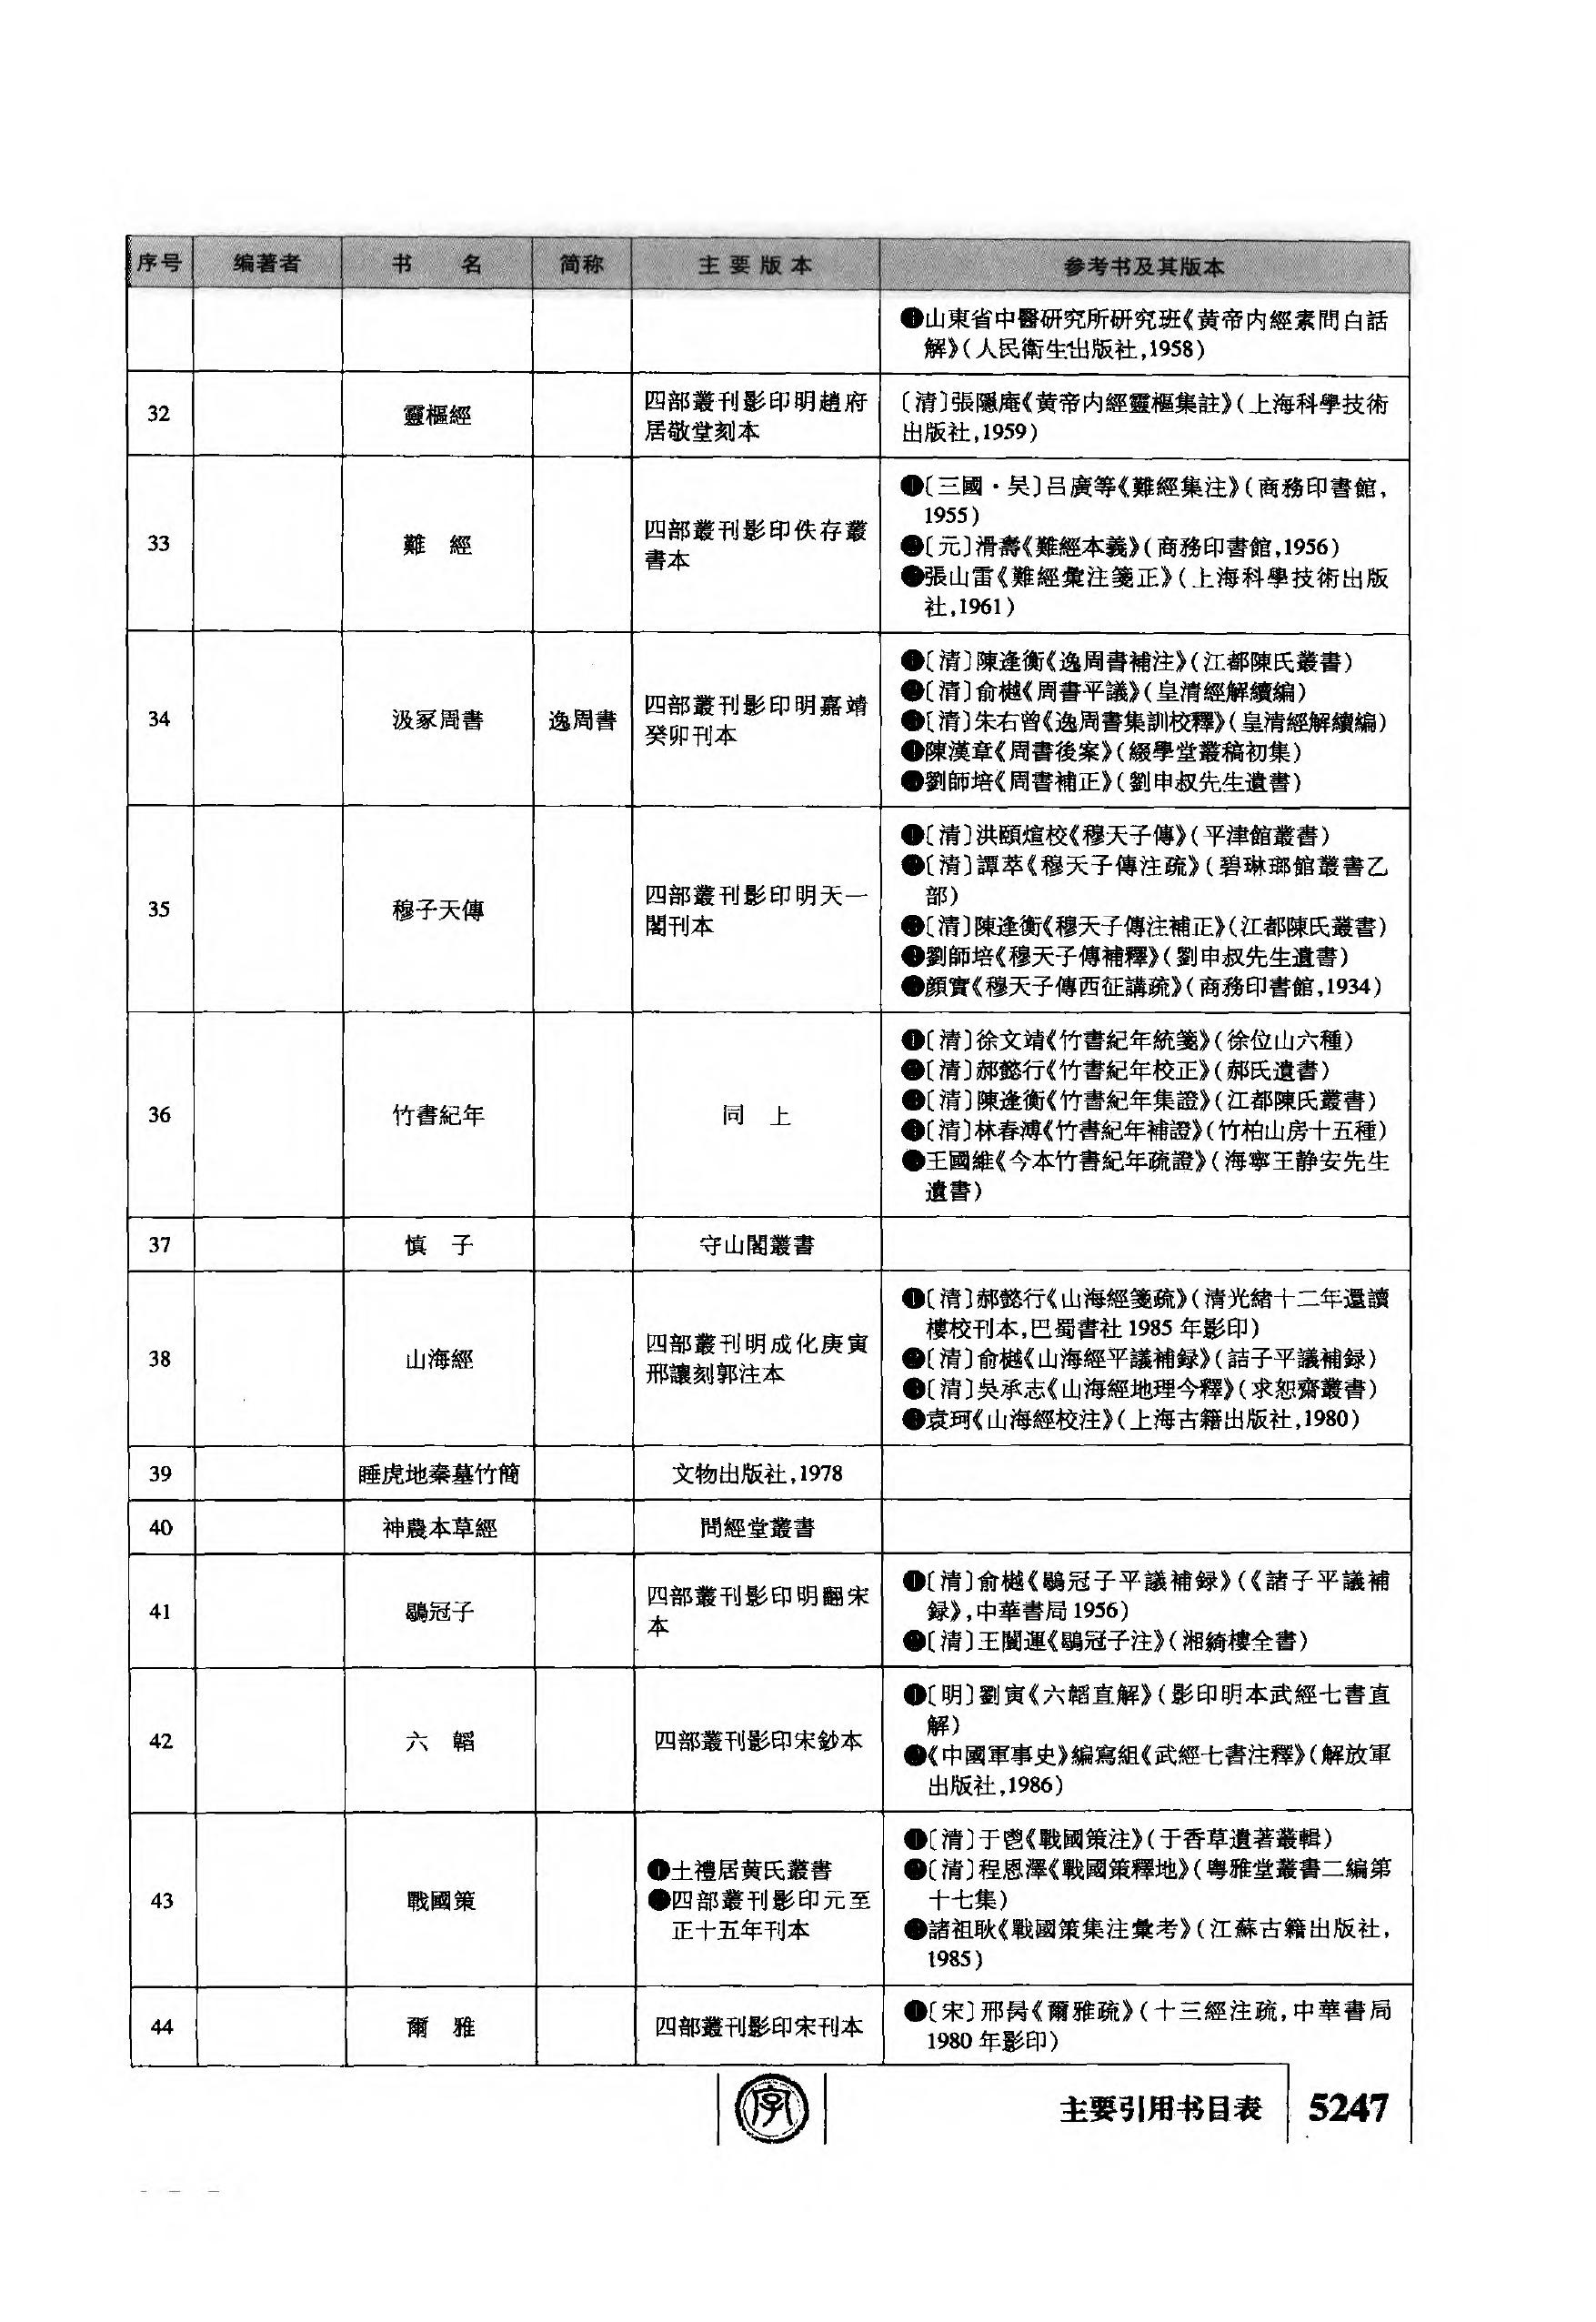 序号 编著者 书 名 简称 主要版本 参考书及其版本
❶山東省中醫研究所研究班《黄帝内經素問白話
解》(人民衛生出版社,1958)
32 靈樞經 四部叢刊影印明趙府
居敬堂刻本
〔清〕張隱庵《黄帝内經靈樞集註》(上海科學技術
出版社,1959)
33 難 經 四部叢刊影印佚存叢
書本
❶〔三國·吴〕吕廣等《難經集注》(商務印書館,
1955)
❷〔元〕滑壽《難經本義》(商務印書館,1956)
❸張山雷《難經彙注箋正》(上海科學技術出版
社,1961)
34 汲冢周書 逸周書 四部叢刊影印明嘉靖
癸卯刊本
❶〔清〕陳逢衡《逸周書補注》(江都陳氏叢書)
❷〔清〕俞樾《周書平議》(皇清經解續編)
❸〔清〕朱右曾《逸周書集訓校釋》(皇清經解續編)
❹陳漢章《周書後案》(綴學堂叢稿初集)
❺劉師培《周書補正》(劉申叔先生遺書)
35 穆子天傳 四部叢刊影印明天一
閣刊本
❶〔清〕洪頤煊校《穆天子傳》(平津館叢書)
❷〔清〕譚萃《穆天子傳注疏》(碧琳瑯館叢書乙
部)
❸〔清〕陳逢衡《穆天子傳注補正》(江都陳氏叢書)
❹劉師培《穆天子傳補釋》(劉申叔先生遺書)
❺顔實《穆天子傳西征講疏》(商務印書館,1934)
36 竹書紀年 同 上
❶〔清〕徐文靖《竹書紀年統箋》(徐位山六種)
❷〔清〕郝懿行《竹書紀年校正》(郝氏遺書)
❸〔清〕陳逢衡《竹書紀年集證》(江都陳氏叢書)
❹〔清〕林春溥《竹書紀年補證》(竹柏山房十五種)
❺王國維《今本竹書紀年疏證》(海寧王静安先生
遺書)
37 慎 子 守山閣叢書
38 山海經 四部叢刊明成化庚寅
邢讓刻郭注本
❶〔清〕郝懿行《山海經箋疏》(清光緒十二年還讀
樓校刊本,巴蜀書社1985年影印)
❷〔清〕俞樾《山海經平議補録》(諸子平議補録)
❸〔清〕吴承志《山海經地理今釋》(求恕齋叢書)
❹袁珂《山海經校注》(上海古籍出版社,1980)
39 睡虎地秦墓竹簡 文物出版社,1978
40 神農本草經 問經堂叢書
41 鶡冠子 四部叢刊影印明翻宋
本
❶〔清〕俞樾《鶡冠子平議補録》(《諸子平議補
録》,中華書局1956)
❷〔清〕王闓運《鶡冠子注》(湘綺樓全書)
42 六 韜 四部叢刊影印宋鈔本
❶〔明〕劉寅《六韜直解》(影印明本武經七書直
解)
❷《中國軍事史》編寫組《武經七書注釋》(解放軍
出版社,1986)
43 戰國策 ❶士禮居黄氏叢書
❷四部叢刊影印元至
正十五年刊本
❶〔清〕于鬯《戰國策注》(于香草遺著叢輯)
❷〔清〕程恩澤《戰國策釋地》(粤雅堂叢書二編第
十七集)
❸諸祖耿《戰國策集注彙考》(江蘇古籍出版社,
1985)
44 爾 雅 四部叢刊影印宋刊本
❶〔宋〕邢昺《爾雅疏》(十三經注疏,中華書局
1980年影印)
字
主要引用书目表 5247